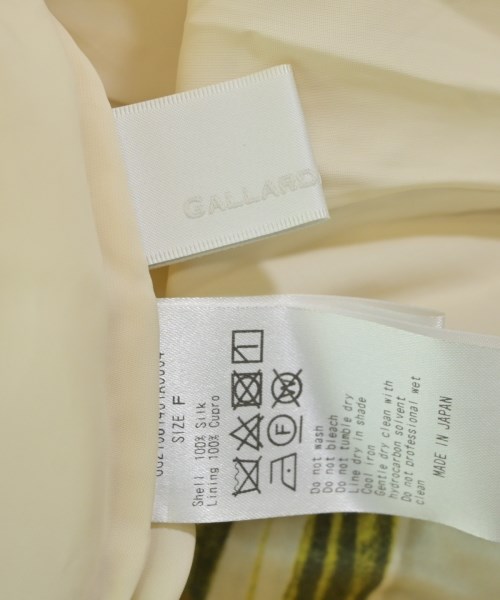 GALLARD
SIZE F
Shell 100% Silk
Lining 100% Cupro
F
W
Do not wash
Do not bleach
Do not tumble dry
Line dry in shade
Cool iron
Gentle dry clean with
hydrocarbon solvent
Do not professional wet
clean
MADE IN JAPAN